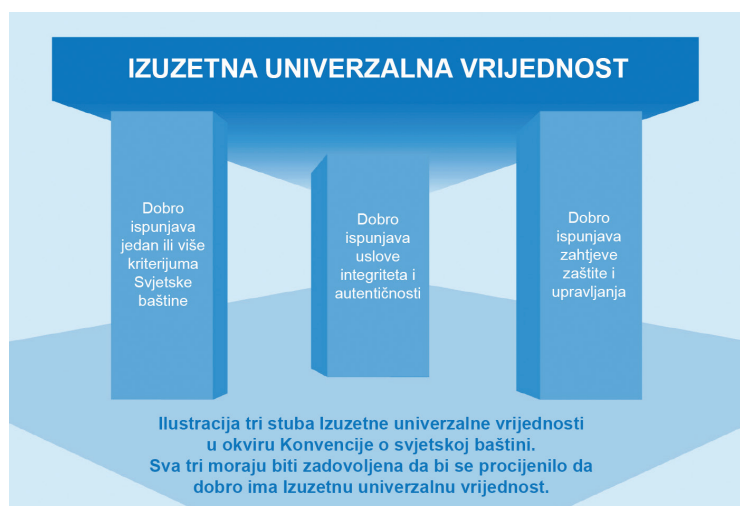 IZUZETNA UNIVERZALNA VRIJEDNOST
Dobro
ispunjava
jedan ili više
kriterijuma
Svjetske
baštine
Dobro
ispunjava
uslove
integriteta i
autentičnosti
Dobro
ispunjava
zahtjeve
zaštite i
upravljanja
Ilustracija tri stuba Izuzetne univerzalne vrijednosti
u okviru Konvencije o svjetskoj baštini.
Sva tri moraju biti zadovoljena da bi se procijenilo da
dobro ima Izuzetnu univerzalnu vrijednost.